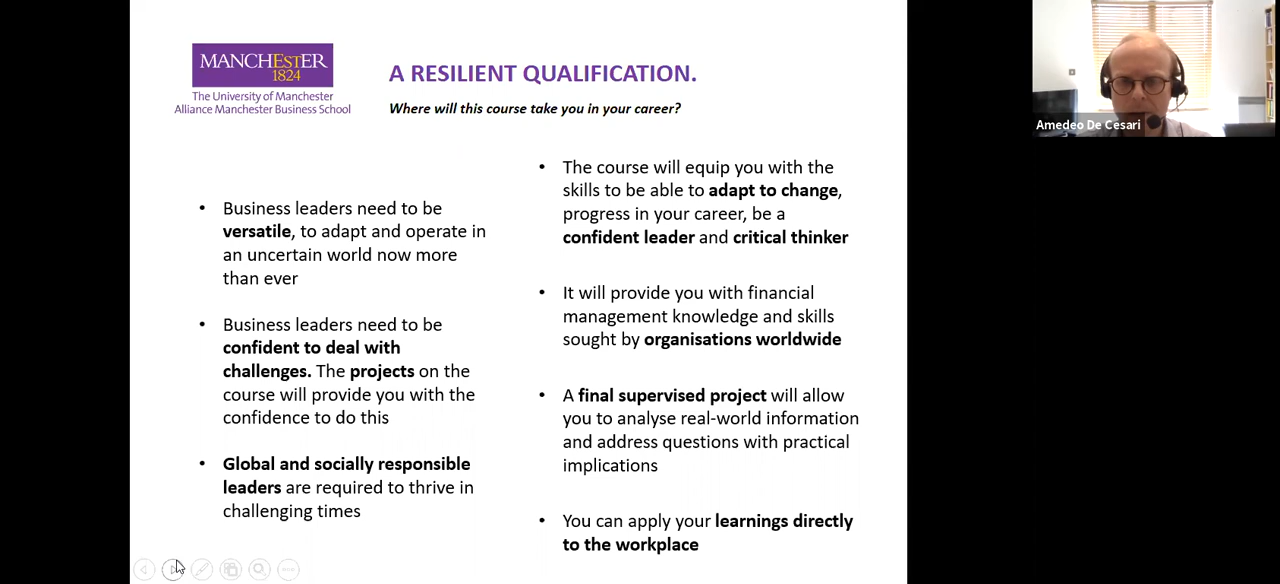 MANCHESTER
1824
The University of Manchester
Alliance Manchester Business School
A RESILIENT QUALIFICATION.
Where will this course take you in your career?
• Business leaders need to be
versatile, to adapt and operate in
an uncertain world now more
than ever
• Business leaders need to be
confident to deal with
challenges. The projects on the
course will provide you with the
confidence to do this
• Global and socially responsible
leaders are required to thrive in
challenging times
• The course will equip you with the
skills to be able to adapt to change,
progress in your career, be a
confident leader and critical thinker
• It will provide you with financial
management knowledge and skills
sought by organisations worldwide
• A final supervised project will allow
you to analyse real-world information
and address questions with practical
implications
• You can apply your learnings directly
to the workplace
Amedeo De Cesari